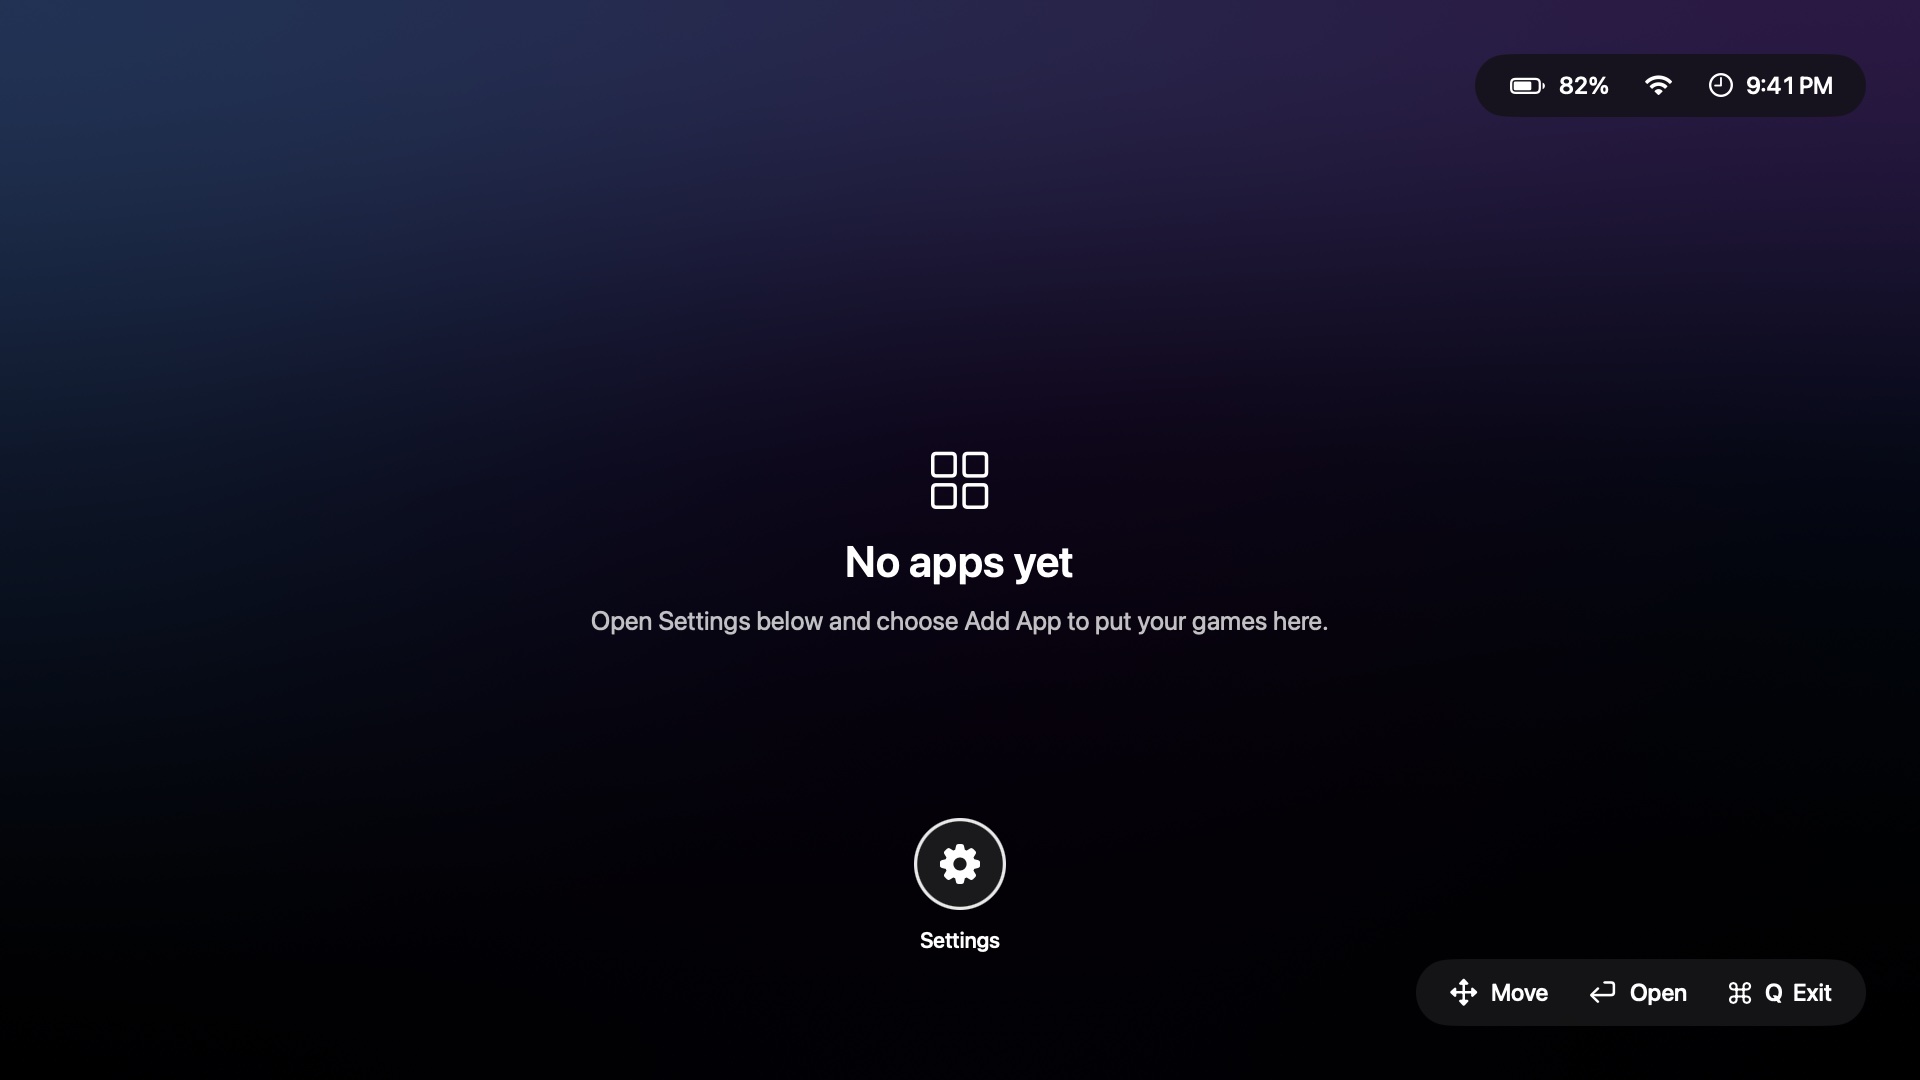 82% 9:41 PM
No apps yet
Open Settings below and choose Add App to put your games here.
Settings
Move Open ⌘ Q Exit